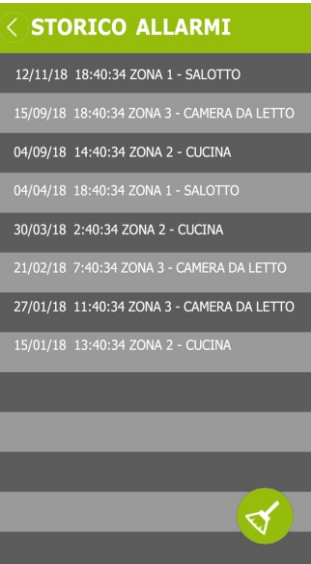 STORICO ALLARMI
12/11/18 18:40:34 ZONA 1 - SALOTTO
15/09/18 18:40:34 ZONA 3 - CAMERA DA LETTO
04/09/18 14:40:34 ZONA 2 - CUCINA
04/04/18 18:40:34 ZONA 1 - SALOTTO
30/03/18 2:40:34 ZONA 2 - CUCINA
21/02/18 7:40:34 ZONA 3 - CAMERA DA LETTO
27/01/18 11:40:34 ZONA 3 - CAMERA DA LETTO
15/01/18 13:40:34 ZONA 2 - CUCINA